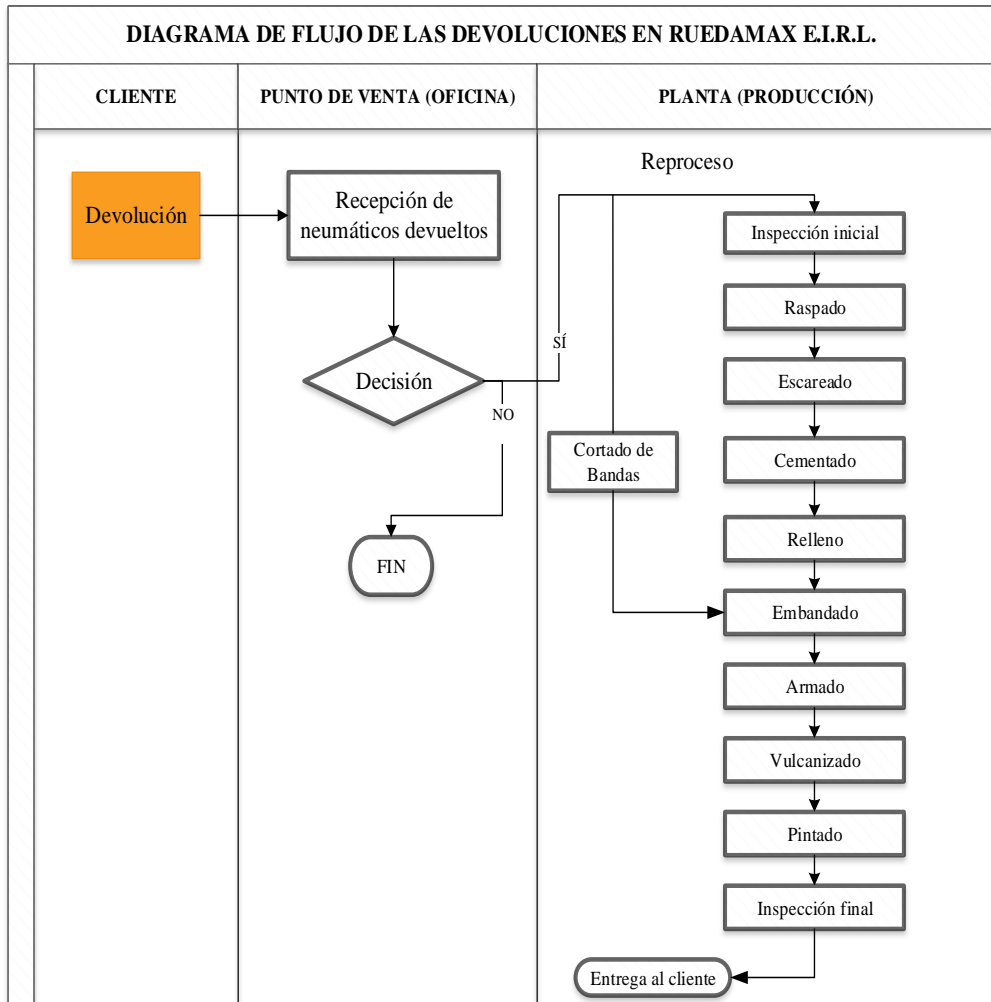 DIAGRAMA DE FLUJO DE LAS DEVOLUCIONES EN RUEDAMAX E.I.R.L.
CLIENTE
PUNTO DE VENTA (OFICINA)
PLANTA (PRODUCCIÓN)
Devolución
Recepción de
neumáticos devueltos
Decisión
SÍ
NO
FIN
Reproceso
Cortado de
Bandas
Inspección inicial
Raspado
Escareado
Cementado
Relleno
Embandado
Armado
Vulcanizado
Pintado
Inspección final
Entrega al cliente